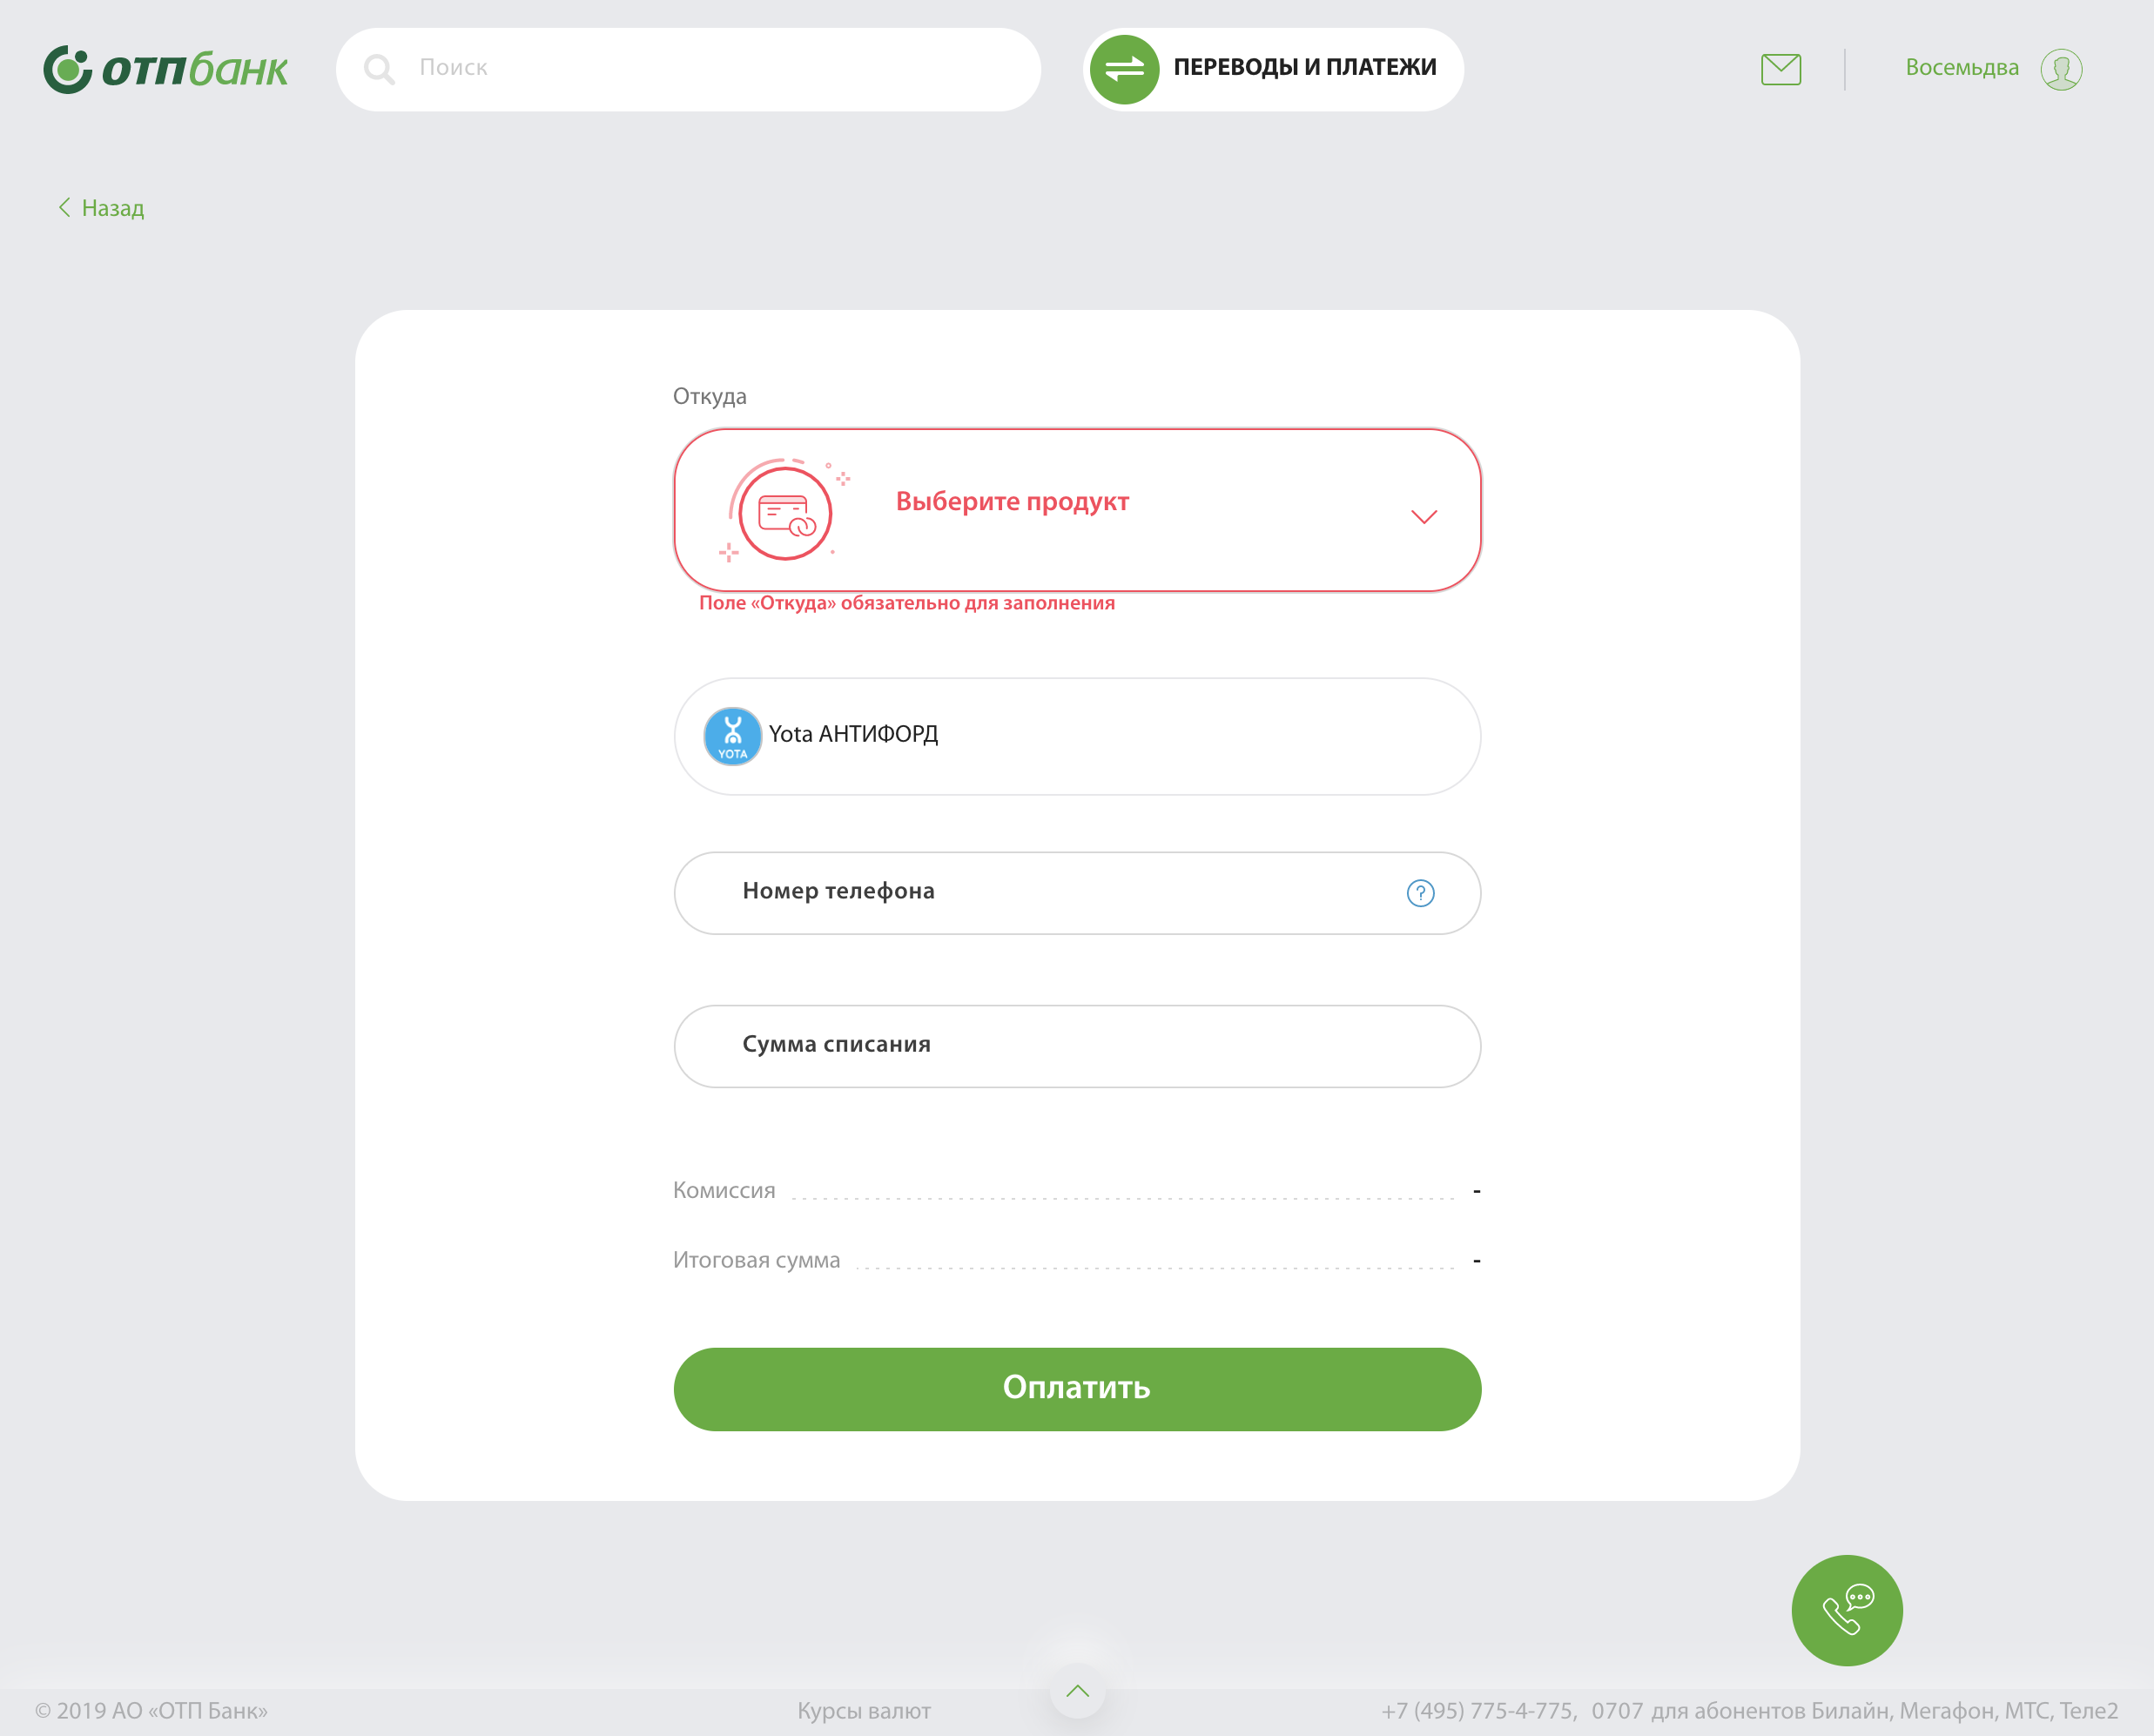 отпбанк
Поиск
ПЕРЕВОДЫ И ПЛАТЕЖИ
Восемьдва
Назад
Откуда
Выберите продукт
Поле «Откуда» обязательно для заполнения
YOTA
Yota АНТИФОРД
Номер телефона
?
Сумма списания
Комиссия -
Итоговая сумма -
Оплатить
© 2019 АО «ОТП Банк»
Курсы валют
+7 (495) 775-4-775, 0707 для абонентов Билайн, Мегафон, МТС, Теле2